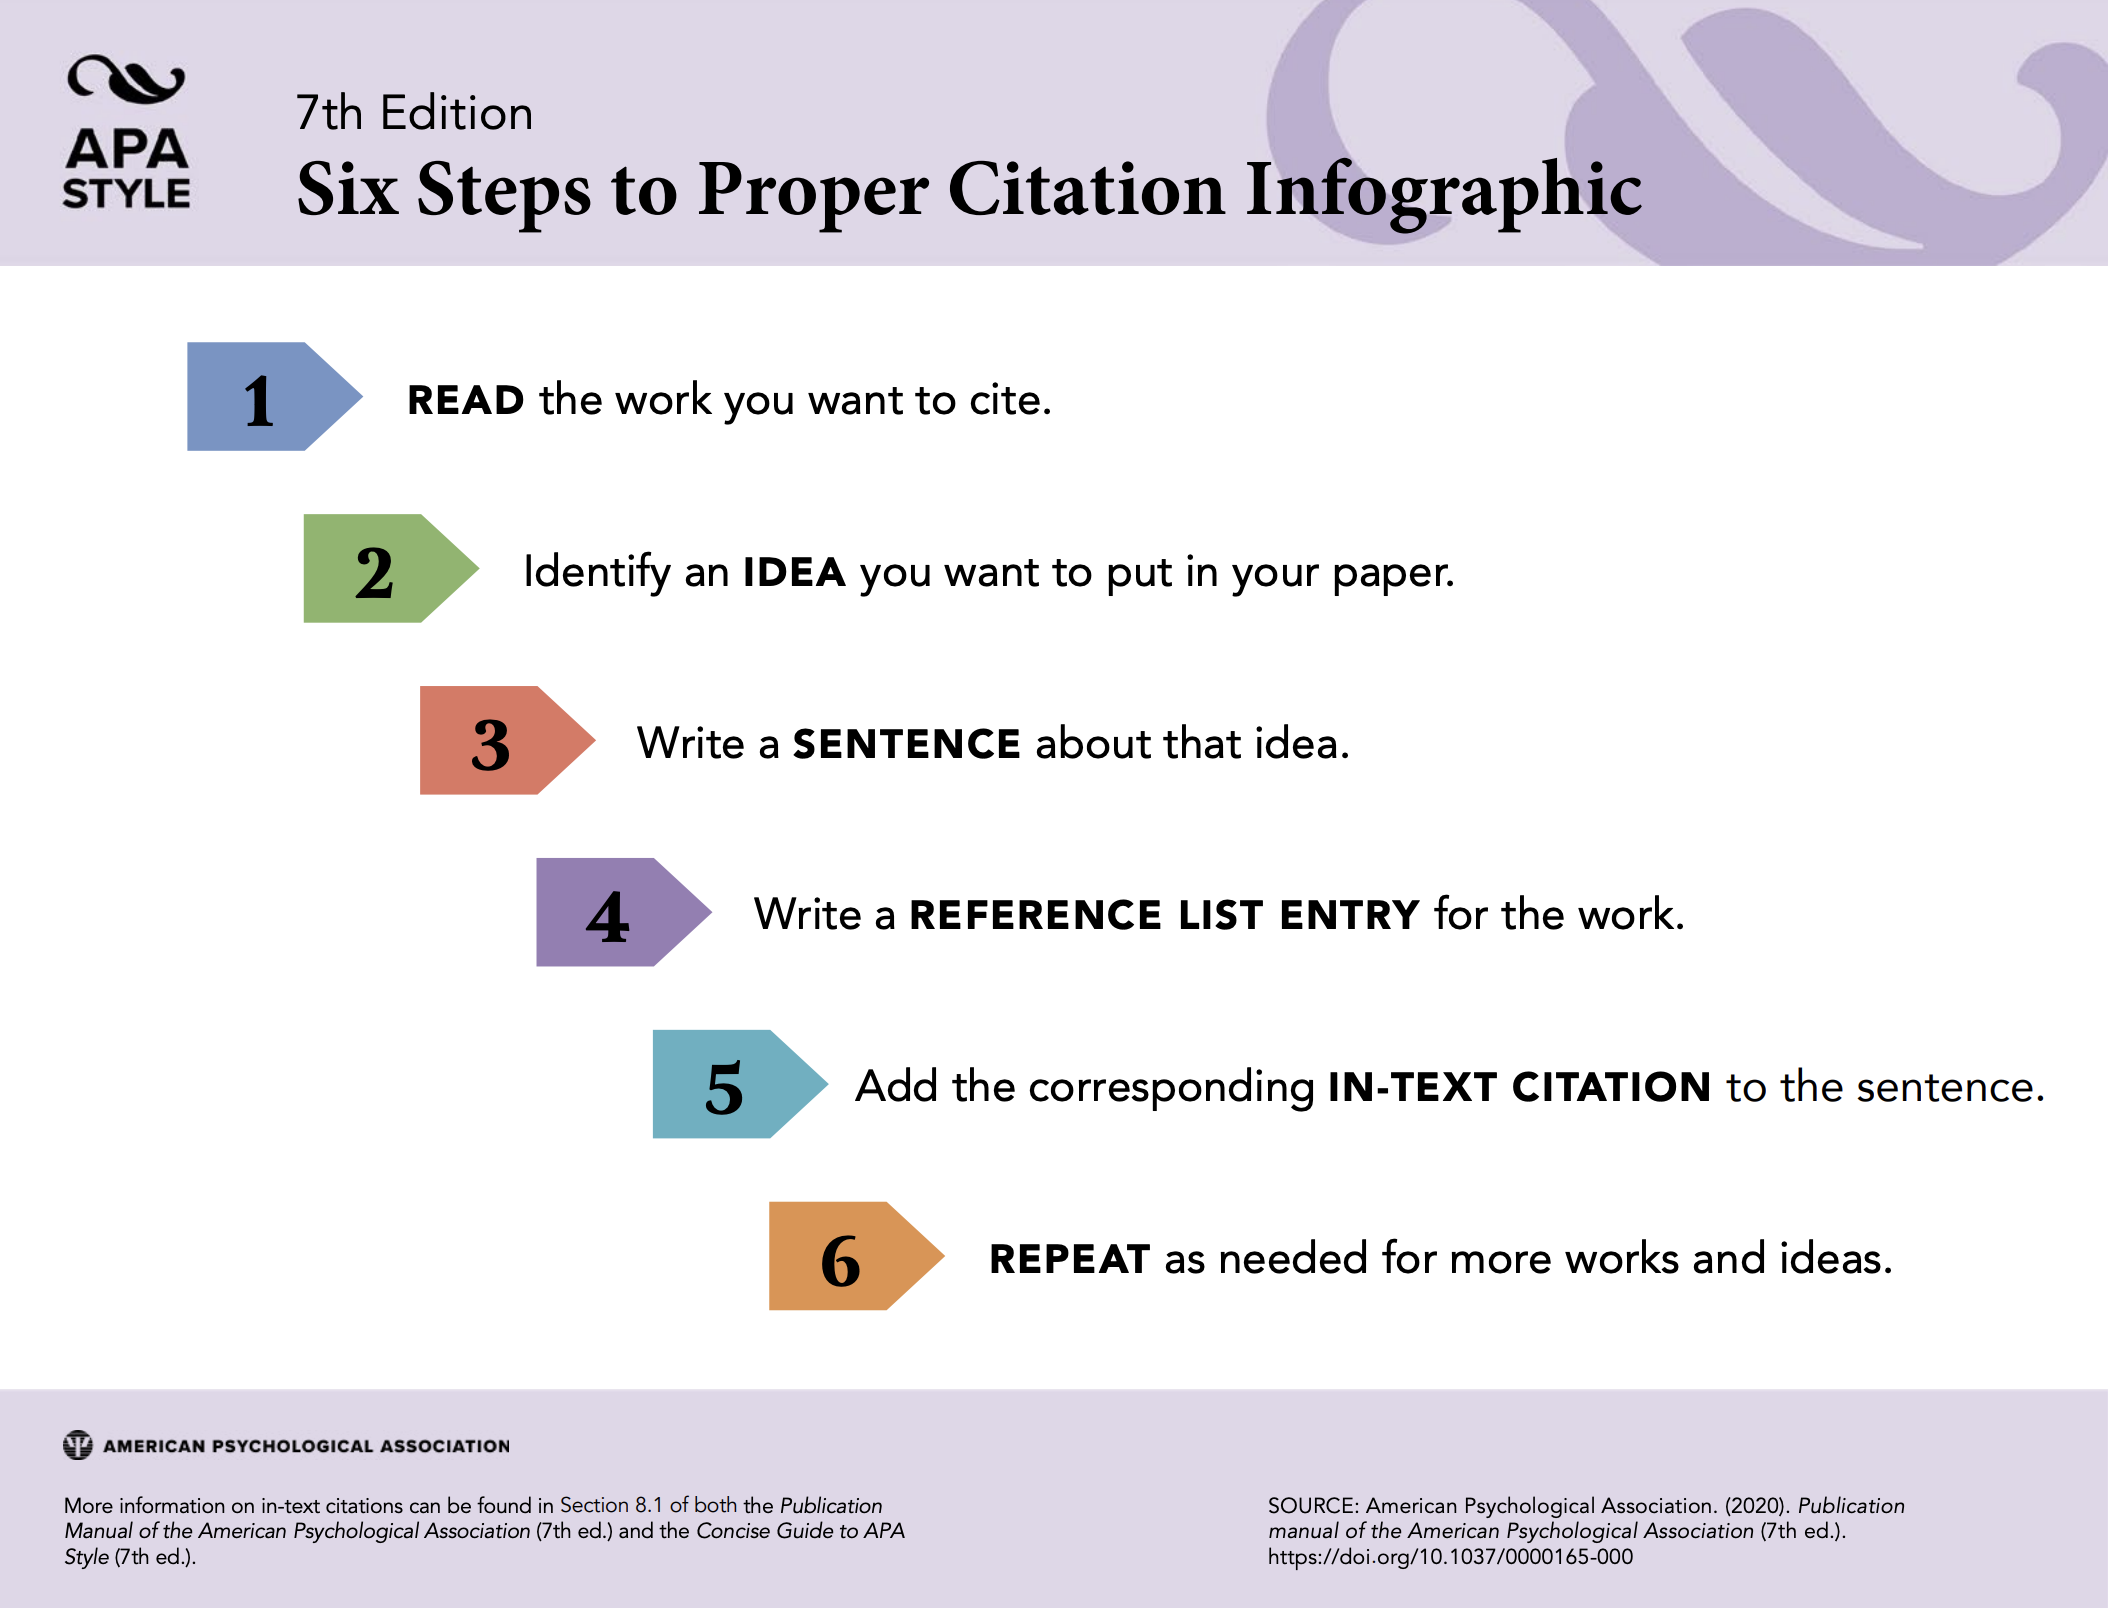 APA
STYLE
7th Edition
Six Steps to Proper Citation Infographic
1
READ the work you want to cite.
2
Identify an IDEA you want to put in your paper.
3
Write a SENTENCE about that idea.
4
Write a REFERENCE LIST ENTRY for the work.
5
Add the corresponding IN-TEXT CITATION to the sentence.
6
REPEAT as needed for more works and ideas.
AMERICAN PSYCHOLOGICAL ASSOCIATION
More information on in-text citations can be found in Section 8.1 of both the Publication
Manual of the American Psychological Association (7th ed.) and the Concise Guide to APA
Style (7th ed.).
SOURCE: American Psychological Association. (2020). Publication
manual of the American Psychological Association (7th ed.).
https://doi.org/10.1037/0000165-000